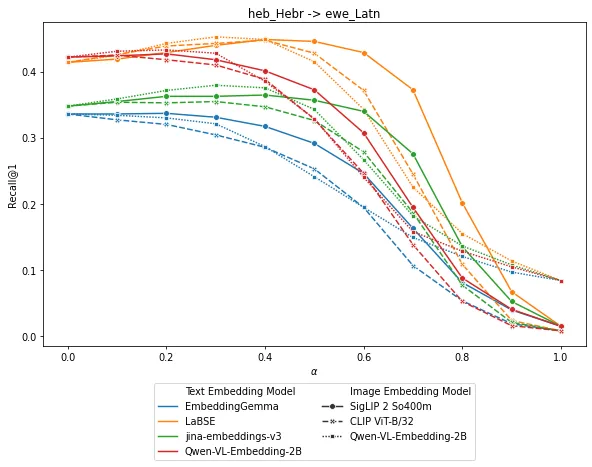 heb_Hebr -> ewe_Latn
Recall@1
0.4
0.3
0.2
0.1
0.0
0.0 0.2 0.4 0.6 0.8 1.0
α
Text Embedding Model Image Embedding Model
EmbeddingGemma SigLIP 2 So400m
LaBSE CLIP ViT-B/32
jina-embeddings-v3 Qwen-VL-Embedding-2B
Qwen-VL-Embedding-2B